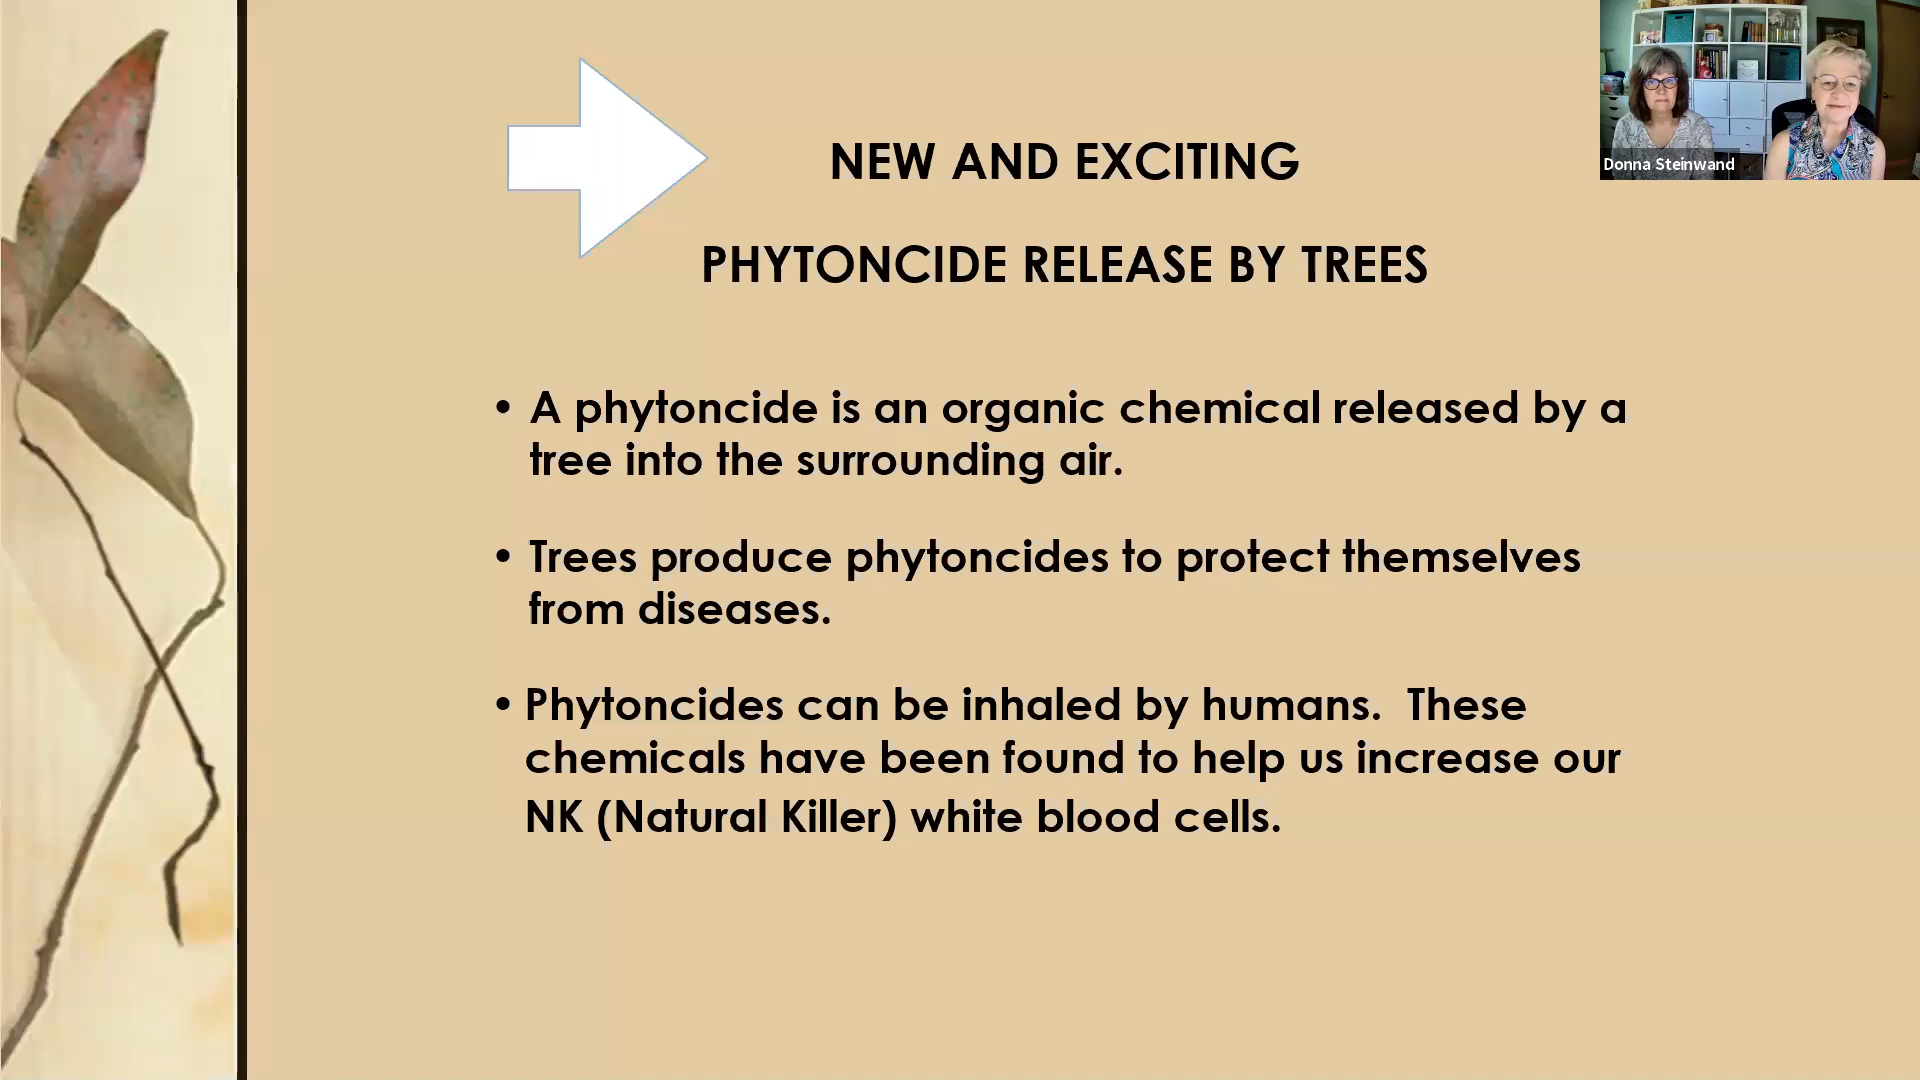 NEW AND EXCITING
PHYTONCIDE RELEASE BY TREES
• A phytoncide is an organic chemical released by a
tree into the surrounding air.
• Trees produce phytoncides to protect themselves
from diseases.
• Phytoncides can be inhaled by humans.  These
chemicals have been found to help us increase our
NK (Natural Killer) white blood cells.
Donna Steinwand